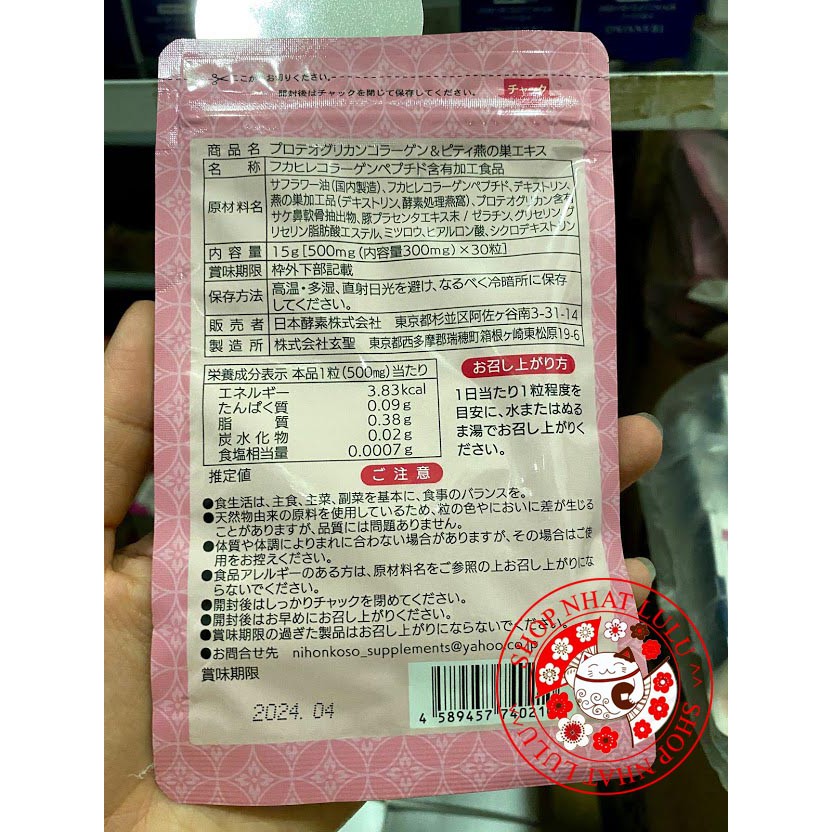 ここから お切りください。
開封後はチャックを閉じて保存してください。
チャック
商品名 プロテオグリカンコラーゲン&ピティ燕の巣エキス
名称 フカヒレコラーゲンペプチド含有加工食品
原材料名 サフラワー油(国内製造)、フカヒレコラーゲンペプチド、デキストリン、
燕の巣加工品(デキストリン、酵素処理燕窩)、プロテオグリカン含有
サケ鼻軟骨抽出物、豚プラセンタエキス末/ゼラチン、グリセリン、
リセリン脂肪酸エステル、ミツロウ、ヒアルロン酸、シクロデキストリン
内容量 15g[500mg(内容量300mg)×30粒]
賞味期限 枠外下部記載
保存方法 高温・多湿、直射日光を避け、なるべく冷暗所に保存
してください。
販売者 日本酵素株式会社 東京都杉並区阿佐ヶ谷南3-31-14
製造所 株式会社玄聖 東京都西多摩郡瑞穂町箱根ヶ崎東松原19-6
栄養成分表示 本品1粒(500mg)当たり
エネルギー 3.83kcal
たんぱく質 0.09g
脂質 0.38g
炭水化物 0.02g
食塩相当量 0.0007g
推定値
お召し上がり方
1日当たり1粒程度を
目安に、水またはぬる
ま湯でお召し上がりく
ださい。
ご注意
●食生活は、主食、主菜、副菜を基本に、食事のバランスを。
●天然物由来の原料を使用しているため、粒の色やにおいに差が生じる
ことがありますが、品質には問題ありません。
●体質や体調によりまれに合わない場合がありますが、その場合はご使
用をお控えください。
●食品アレルギーのある方は、原材料名をご参照の上お召し上がりにな
らないでください。
●開封後はしっかりチャックを閉めてください。
●開封後はお早めにお召し上がりください。
●賞味期限の過ぎた製品はお召し上がりにならないでください。
●お問合せ先 nihonkoso_supplements@yahoo.co.jp
賞味期限
2024.04
4 589457 74021
SHOP NHAT LULU
SHOP NHAT LULU